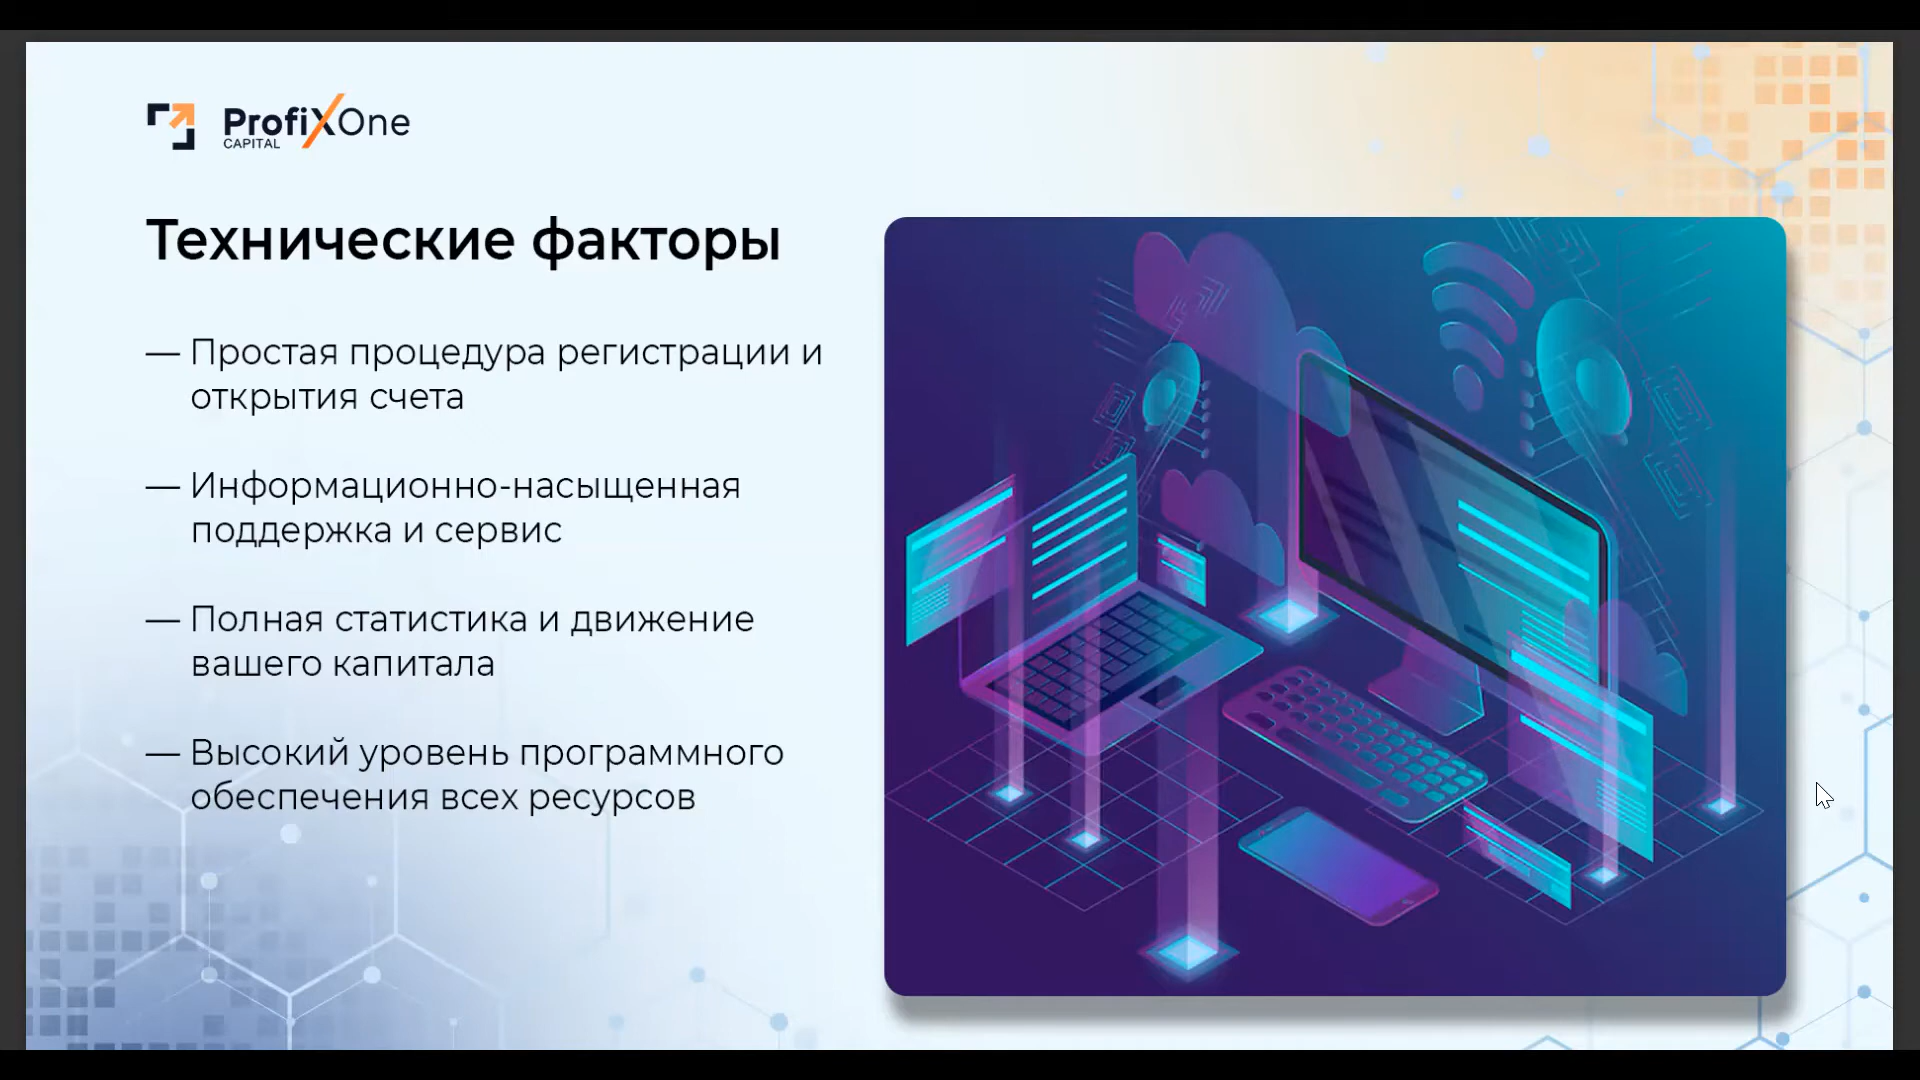 ProfiXOne
CAPITAL
Технические факторы
— Простая процедура регистрации и
открытия счета
— Информационно-насыщенная
поддержка и сервис
— Полная статистика и движение
вашего капитала
— Высокий уровень программного
обеспечения всех ресурсов